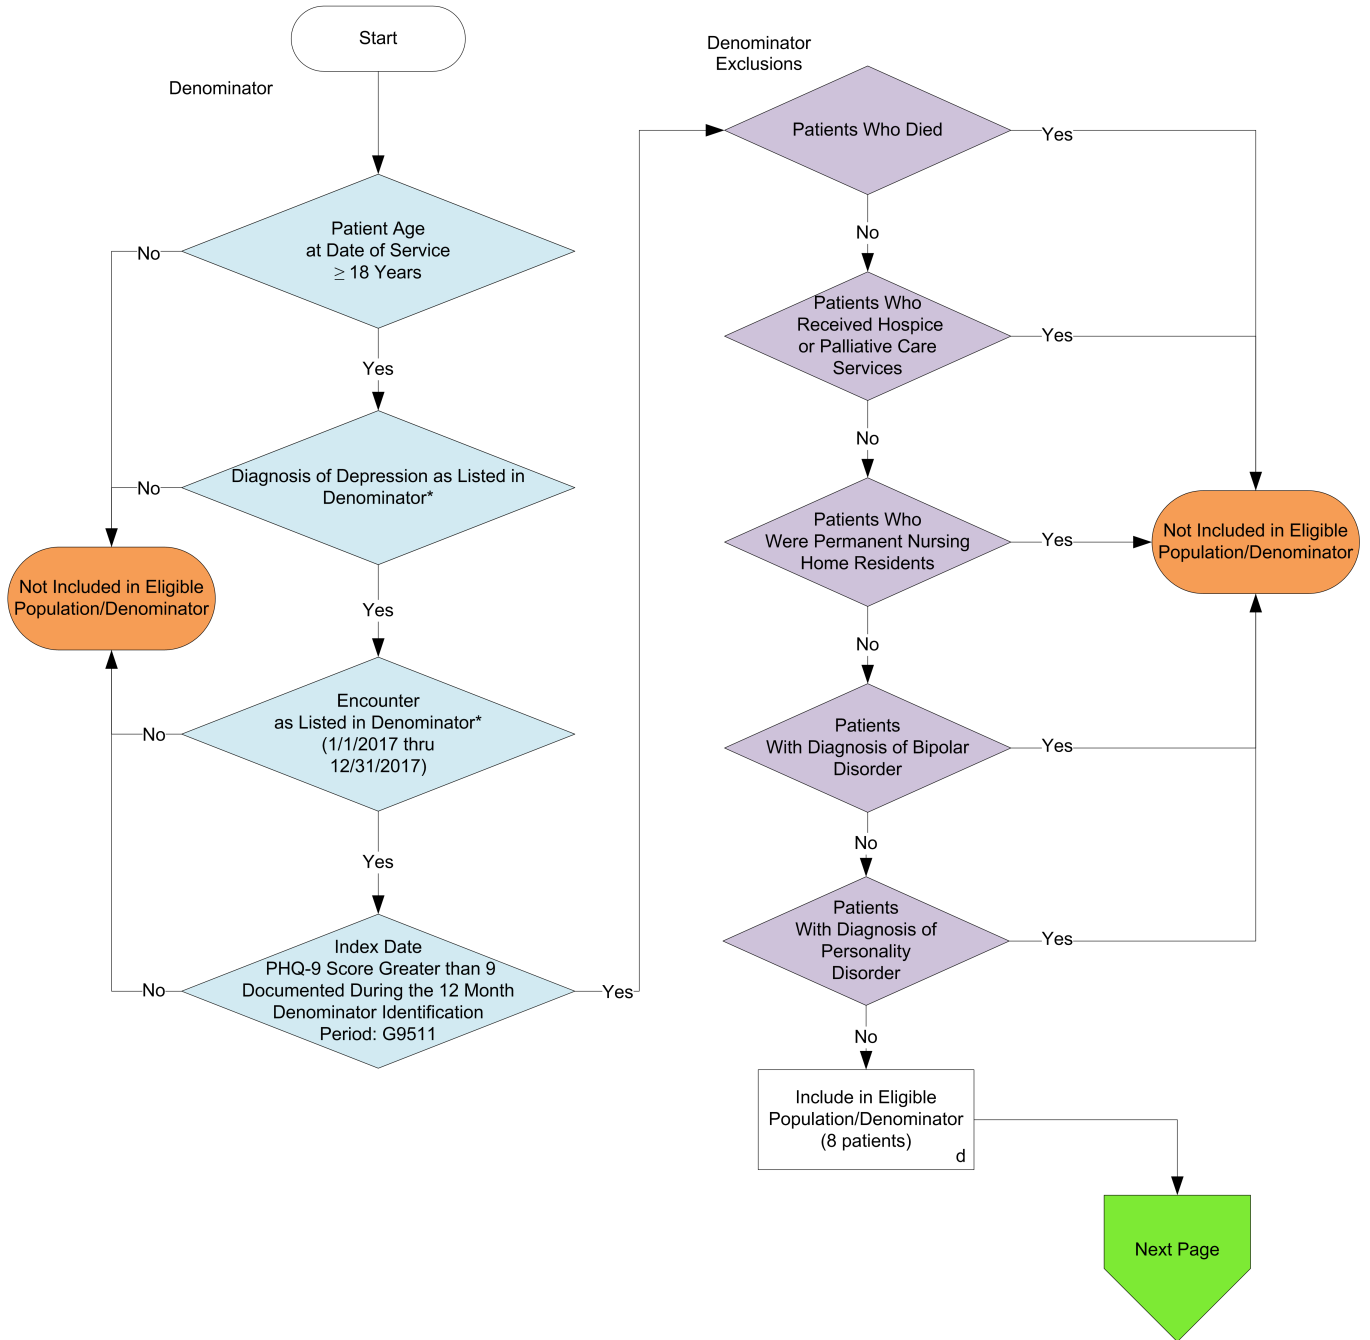 Start
Denominator
Patient Age
at Date of Service
≥ 18 Years
No
Yes
Diagnosis of Depression as Listed in
Denominator*
No
Not Included in Eligible
Population/Denominator
Yes
Encounter
as Listed in Denominator*
(1/1/2017 thru
12/31/2017)
No
Yes
Index Date
PHQ-9 Score Greater than 9
Documented During the 12 Month
Denominator Identification
Period: G9511
No
Yes
Denominator
Exclusions
Patients Who Died
Yes
No
Patients Who
Received Hospice
or Palliative Care
Services
Yes
No
Patients Who
Were Permanent Nursing
Home Residents
Yes
Not Included in Eligible
Population/Denominator
No
Patients
With Diagnosis of Bipolar
Disorder
Yes
No
Patients
With Diagnosis of
Personality
Disorder
Yes
No
Include in Eligible
Population/Denominator
(8 patients)
d
Next Page